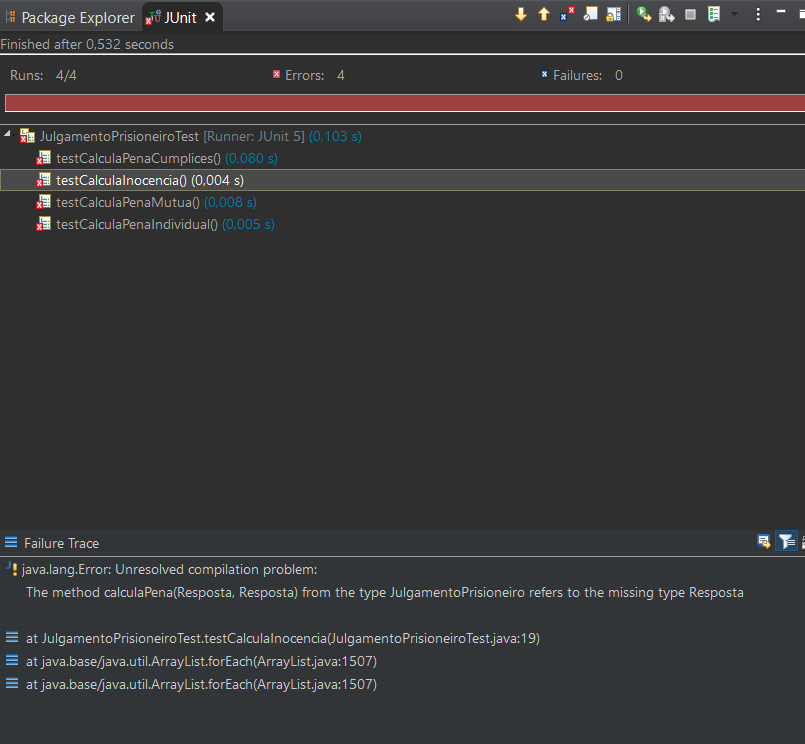 Package Explorer JUnit
Finished after 0,532 seconds
Runs: 4/4 Errors: 4 Failures: 0
JulgamentoPrisioneiroTest [Runner: JUnit 5] (0,103 s)
testCalculaPenaCumplices() (0,080 s)
testCalculaInocencia() (0,004 s)
testCalculaPenaMutua() (0,008 s)
testCalculaPenaIndividual() (0,005 s)
Failure Trace
java.lang.Error: Unresolved compilation problem:
The method calculaPena(Resposta, Resposta) from the type JulgamentoPrisioneiro refers to the missing type Resposta
at JulgamentoPrisioneiroTest.testCalculaInocencia(JulgamentoPrisioneiroTest.java:19)
at java.base/java.util.ArrayList.forEach(ArrayList.java:1507)
at java.base/java.util.ArrayList.forEach(ArrayList.java:1507)